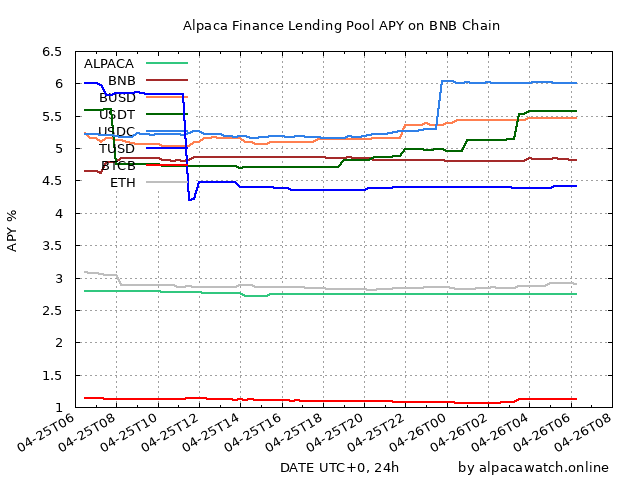 Alpaca Finance Lending Pool APY on BNB Chain
6.5
6
5.5
5
4.5
4
3.5
3
2.5
2
1.5
1
APY %
ALPACA
BNB
BUSD
USDT
USDC
TUSD
BTCB
ETH
04-25T06
04-25T08
04-25T10
04-25T12
04-25T14
04-25T16
04-25T18
04-25T20
04-25T22
04-26T00
04-26T02
04-26T04
04-26T06
04-26T08
DATE UTC+0, 24h
by alpacawatch.online